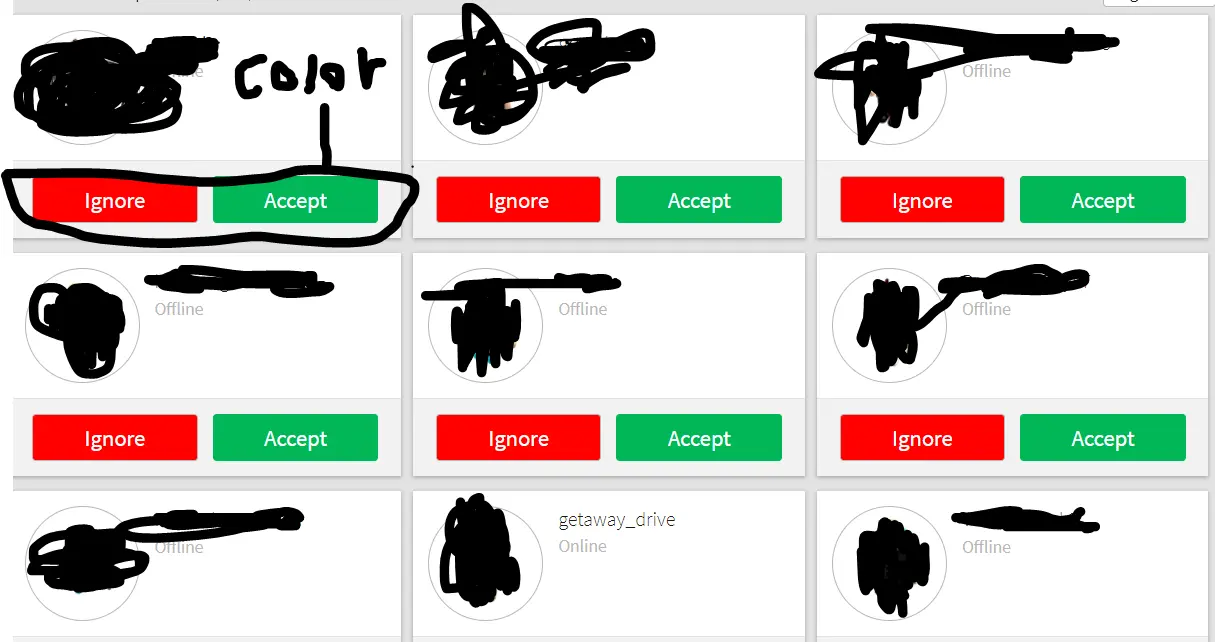 color
Offline
Ignore Accept Ignore Accept Ignore Accept
Offline Offline Offline
Ignore Accept Ignore Accept Ignore Accept
getaway_drive
Offline Online Offline